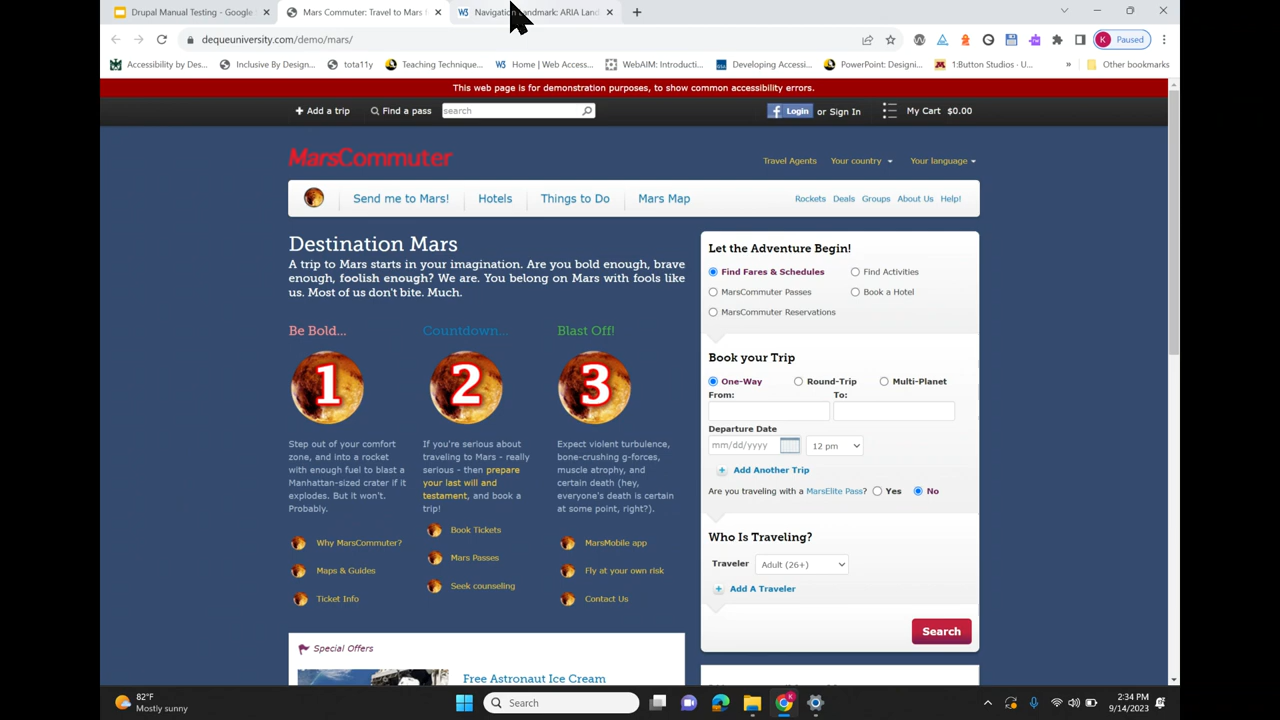 Drupal Manual Testing - Google
Mars Commuter: Travel to Mars
Navigation Landmark: ARIA Land
dequeuniversity.com/demo/mars/
K Paused
Accessibility by Des...
Inclusive By Design...
tota11y
Teaching Technique...
Home | Web Access...
WebAIM: Introducti...
Developing Accessi...
PowerPoint: Designi...
1:Button Studios - U...
»
Other bookmarks
This web page is for demonstration purposes, to show common accessibility errors.
Add a trip
Find a pass
search
Login or Sign In
My Cart $0.00
MarsCommuter
Travel Agents
Your country
Your language
Send me to Mars!
Hotels
Things to Do
Mars Map
Rockets
Deals
Groups
About Us
Help!
Destination Mars
A trip to Mars starts in your imagination. Are you bold enough, brave
enough, foolish enough? We are. You belong on Mars with fools like
us. Most of us don't bite. Much.
Be Bold...
1
Step out of your comfort
zone, and into a rocket
with enough fuel to blast a
Manhattan-sized crater if it
explodes. But it won't.
Probably.
Why MarsCommuter?
Maps & Guides
Ticket Info
Countdown...
2
If you're serious about
traveling to Mars - really
serious - then prepare
your last will and
testament, and book a
trip!
Book Tickets
Mars Passes
Seek counseling
Blast Off!
3
Expect violent turbulence,
bone-crushing g-forces,
muscle atrophy, and
certain death (hey,
everyone's death is certain
at some point, right?).
MarsMobile app
Fly at your own risk
Contact Us
Special Offers
Free Astronaut Ice Cream
Let the Adventure Begin!
Find Fares & Schedules
Find Activities
MarsCommuter Passes
Book a Hotel
MarsCommuter Reservations
Book your Trip
One-Way
Round-Trip
Multi-Planet
From:
To:
Departure Date
mm/dd/yyyy
12 pm
Add Another Trip
Are you traveling with a MarsElite Pass? Yes No
Who Is Traveling?
Traveler
Adult (26+)
Add A Traveler
Search
82°F
Mostly sunny
Search
2:34 PM
9/14/2023